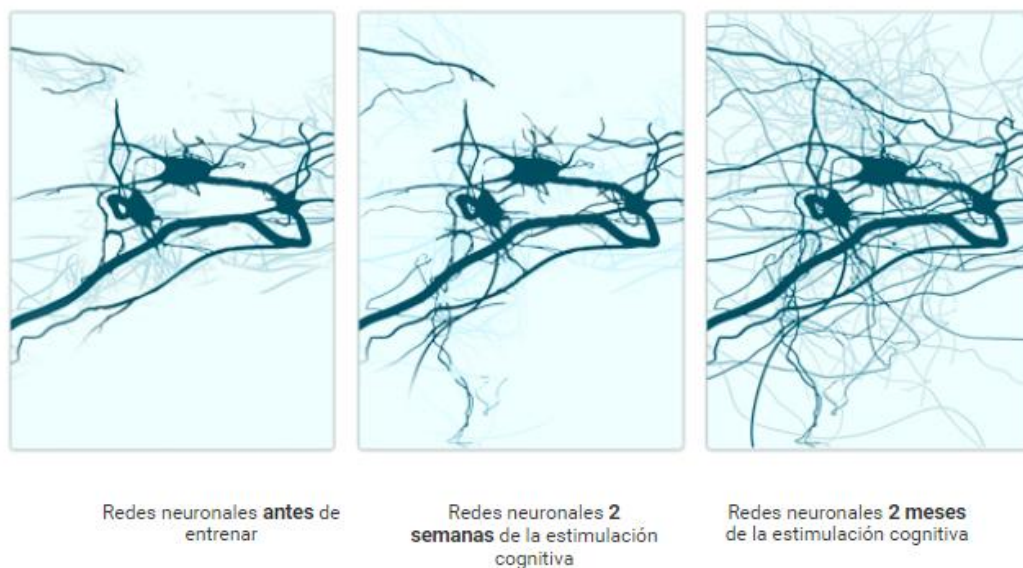 Redes neuronales antes de
entrenar
Redes neuronales 2
semanas de la estimulación
cognitiva
Redes neuronales 2 meses
de la estimulación cognitiva